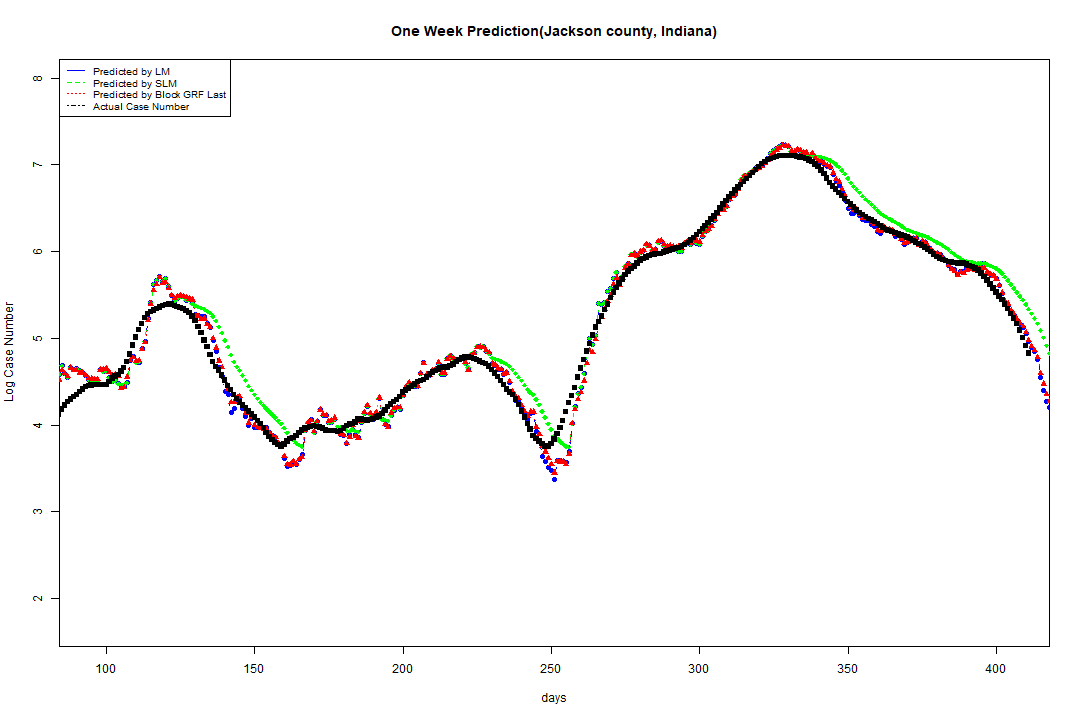 One Week Prediction(Jackson county, Indiana)
Predicted by LM
Predicted by SLM
Predicted by Block GRF Last
Actual Case Number
8
7
6
5
4
3
2
Log Case Number
100 150 200 250 300 350 400
days